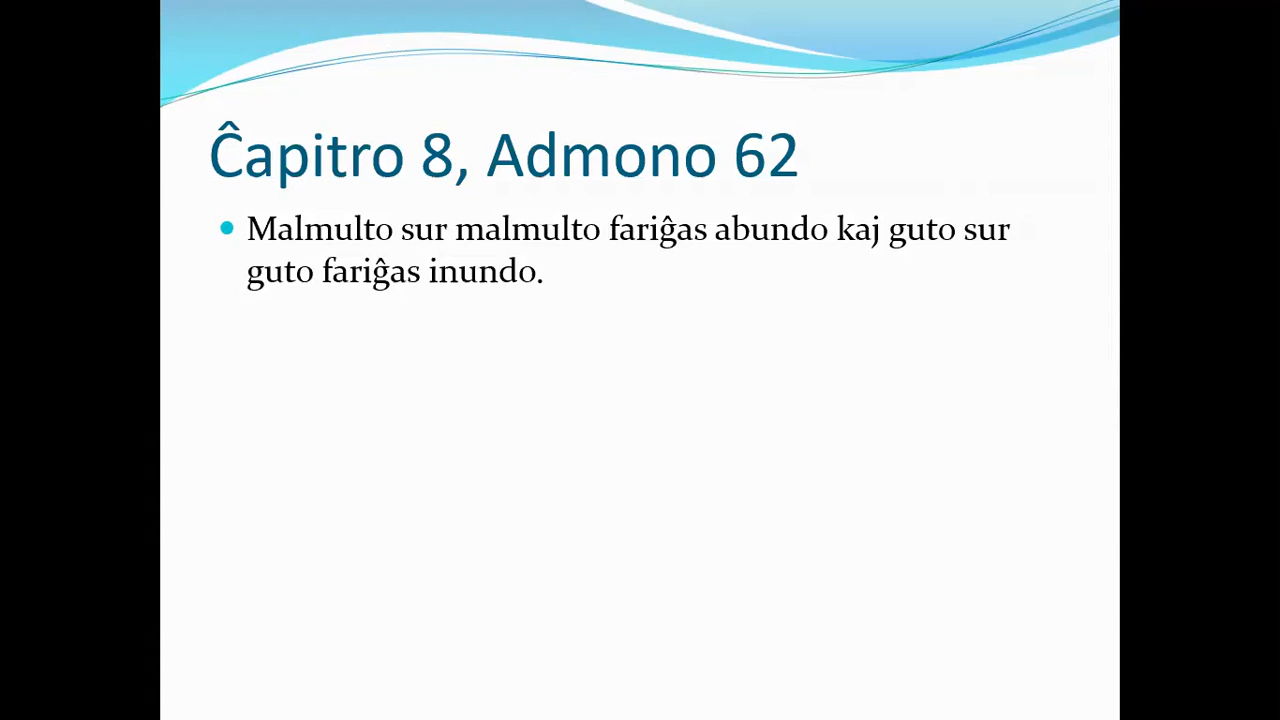 Ĉapitro 8, Admono 62
• Malmulto sur malmulto fariĝas abundo kaj guto sur
guto fariĝas inundo.